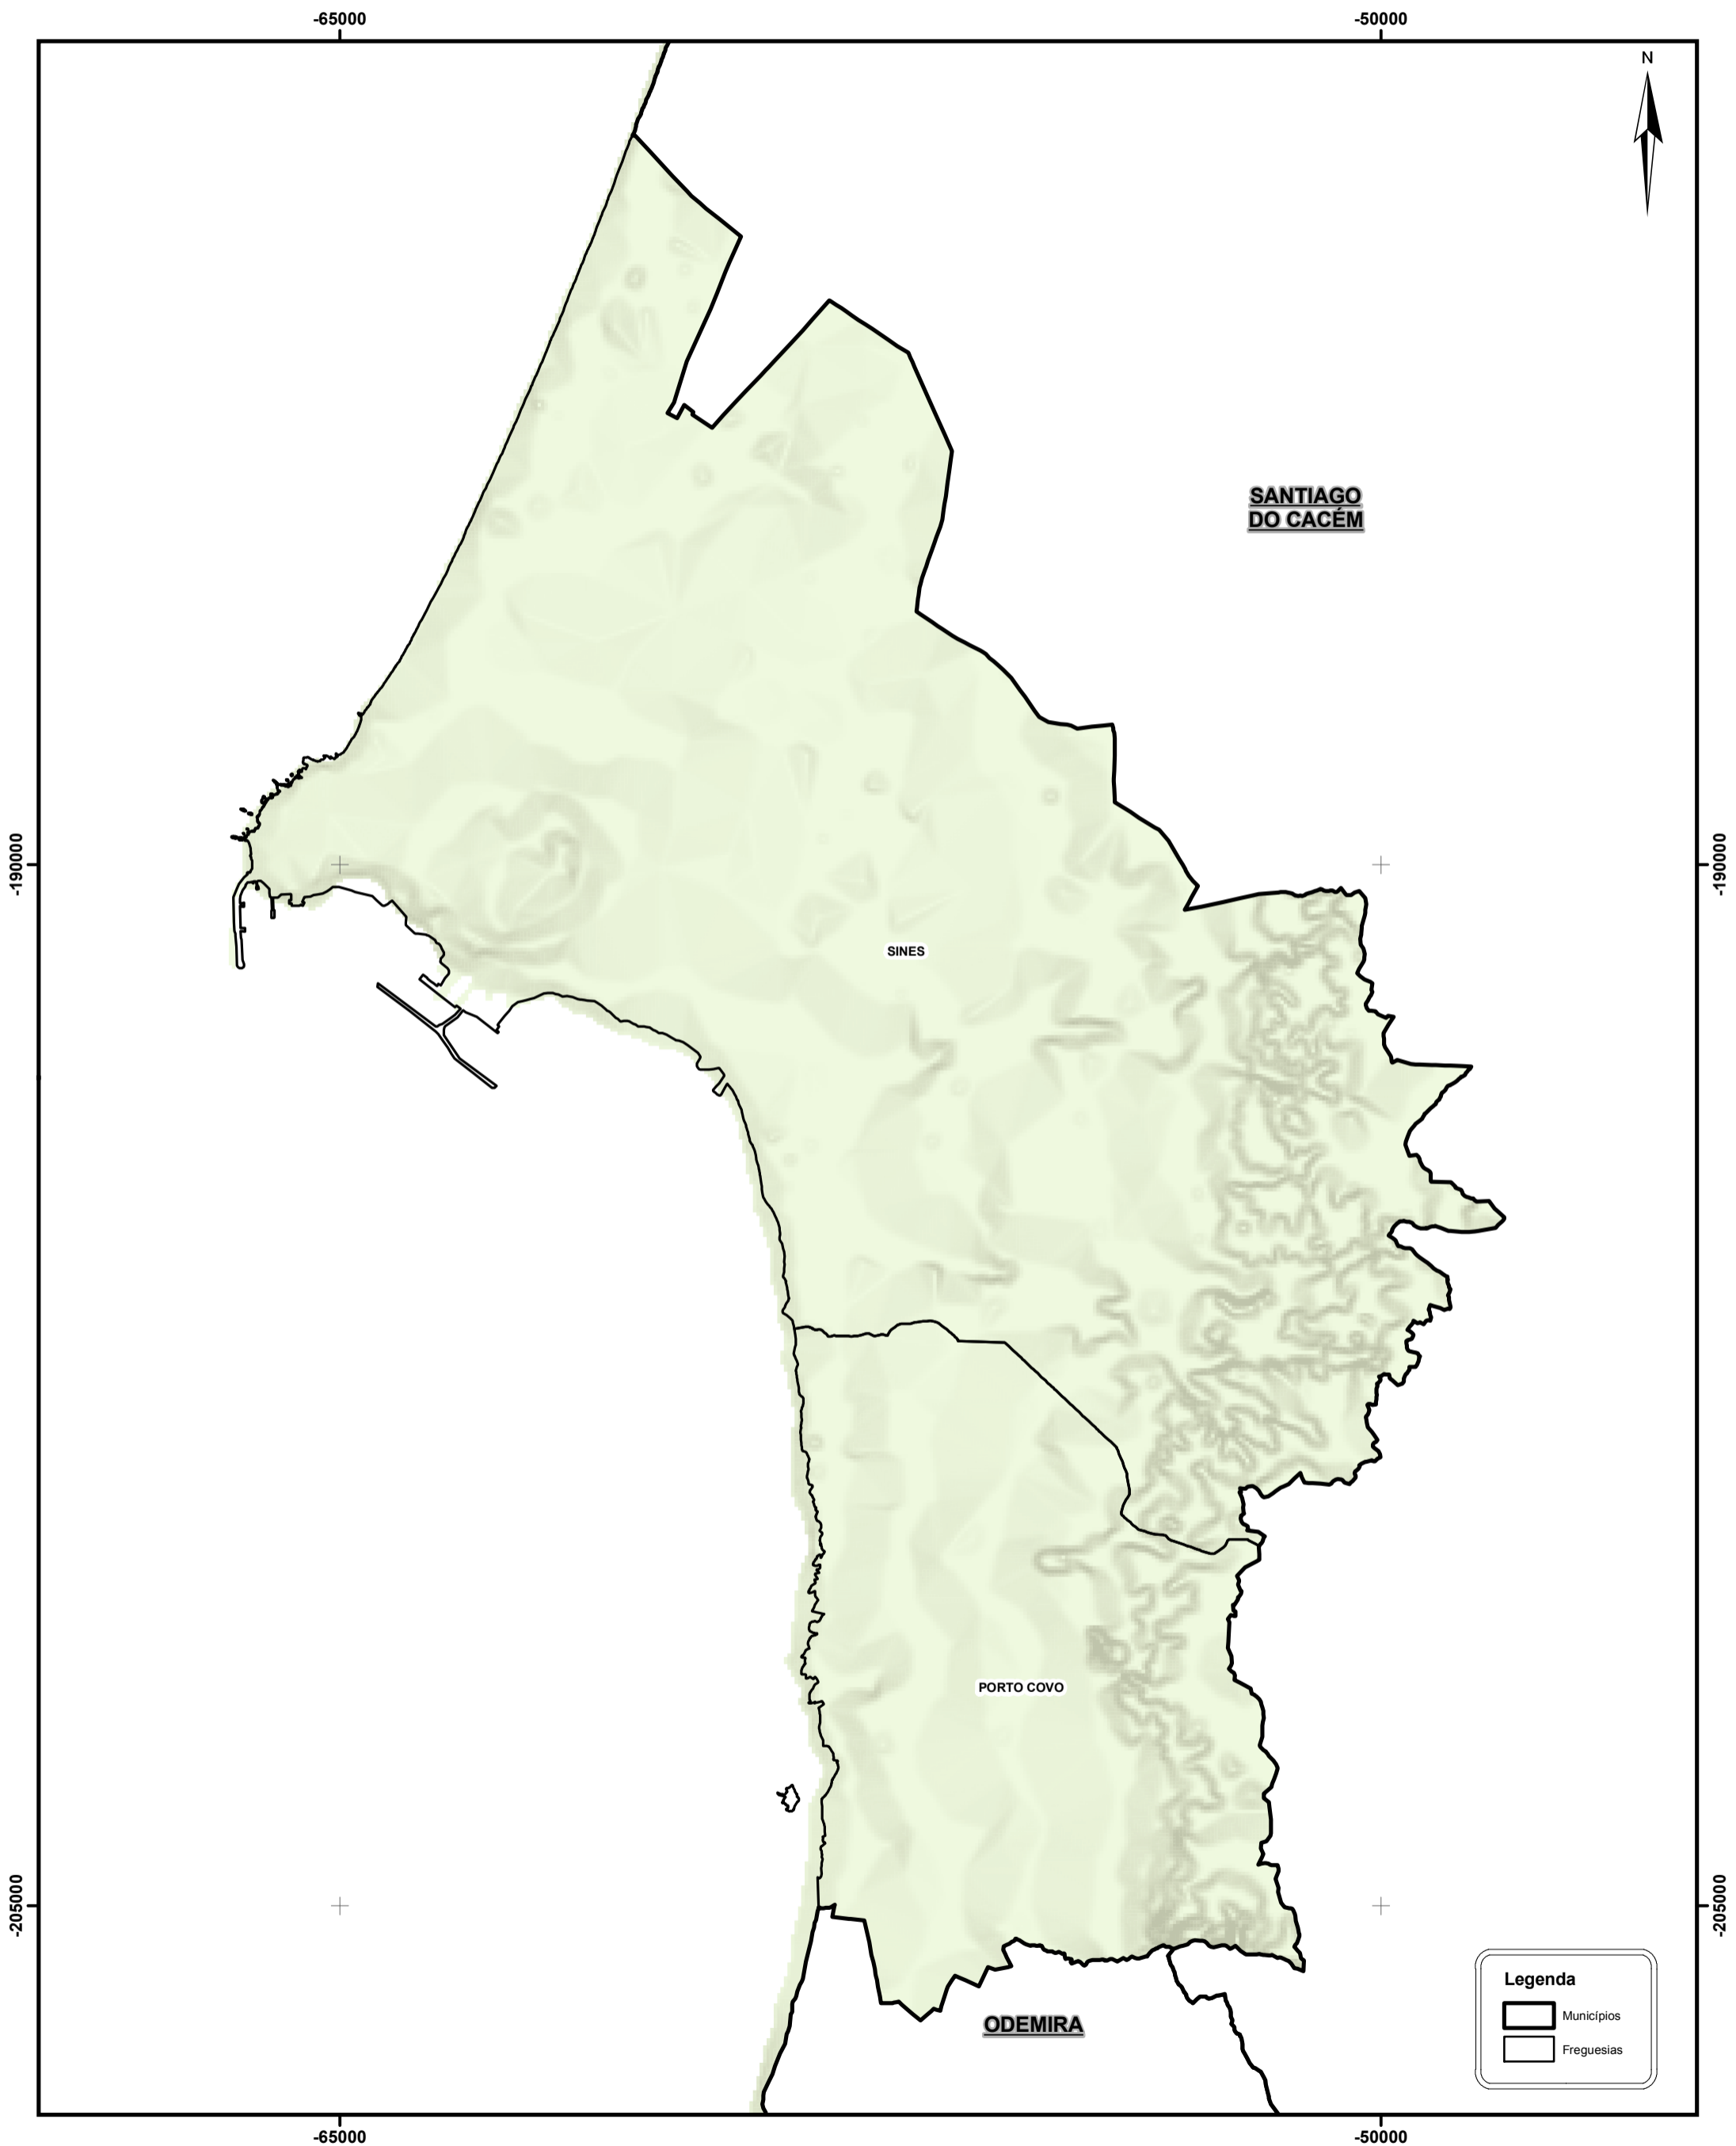 -65000
-50000
N
SANTIAGO
DO CACÉM
-190000
-190000
SINES
PORTO COVO
-205000
-205000
ODEMIRA
Legenda
Municípios
Freguesias
-65000
-50000